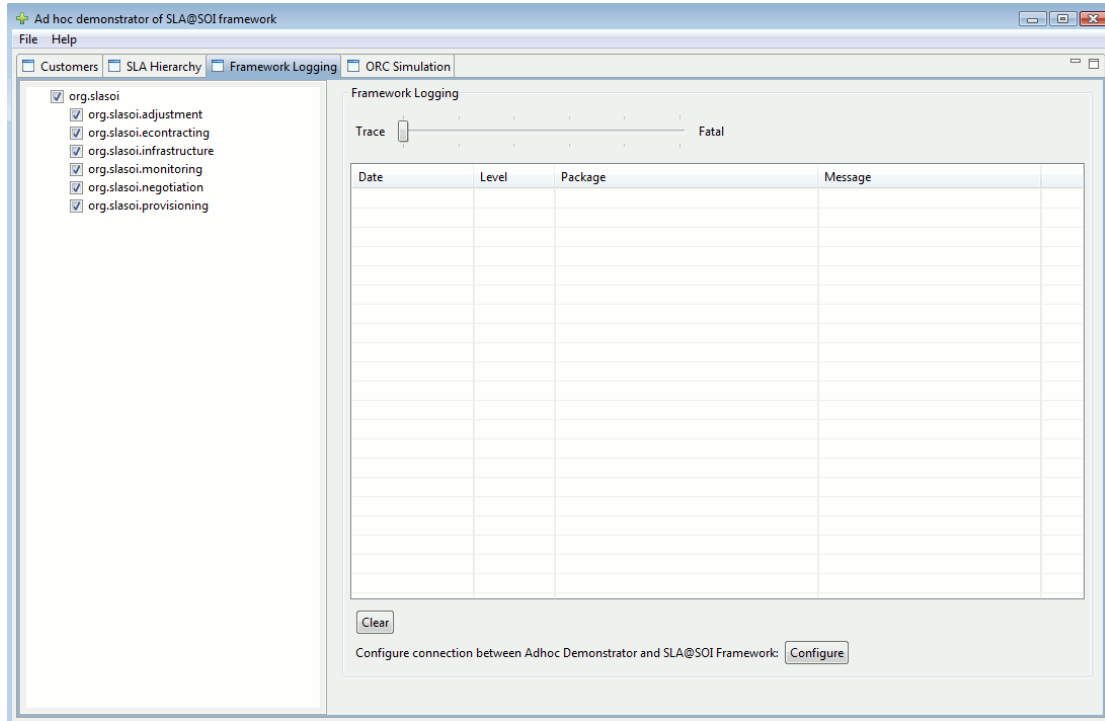 Ad hoc demonstrator of SLA@SOI framework
File Help
Customers SLA Hierarchy Framework Logging ORC Simulation
org.slasoi
org.slasoi.adjustment
org.slasoi.econtracting
org.slasoi.infrastructure
org.slasoi.monitoring
org.slasoi.negotiation
org.slasoi.provisioning
Framework Logging
Trace Fatal
Date Level Package Message
Clear
Configure connection between Adhoc Demonstrator and SLA@SOI Framework: Configure